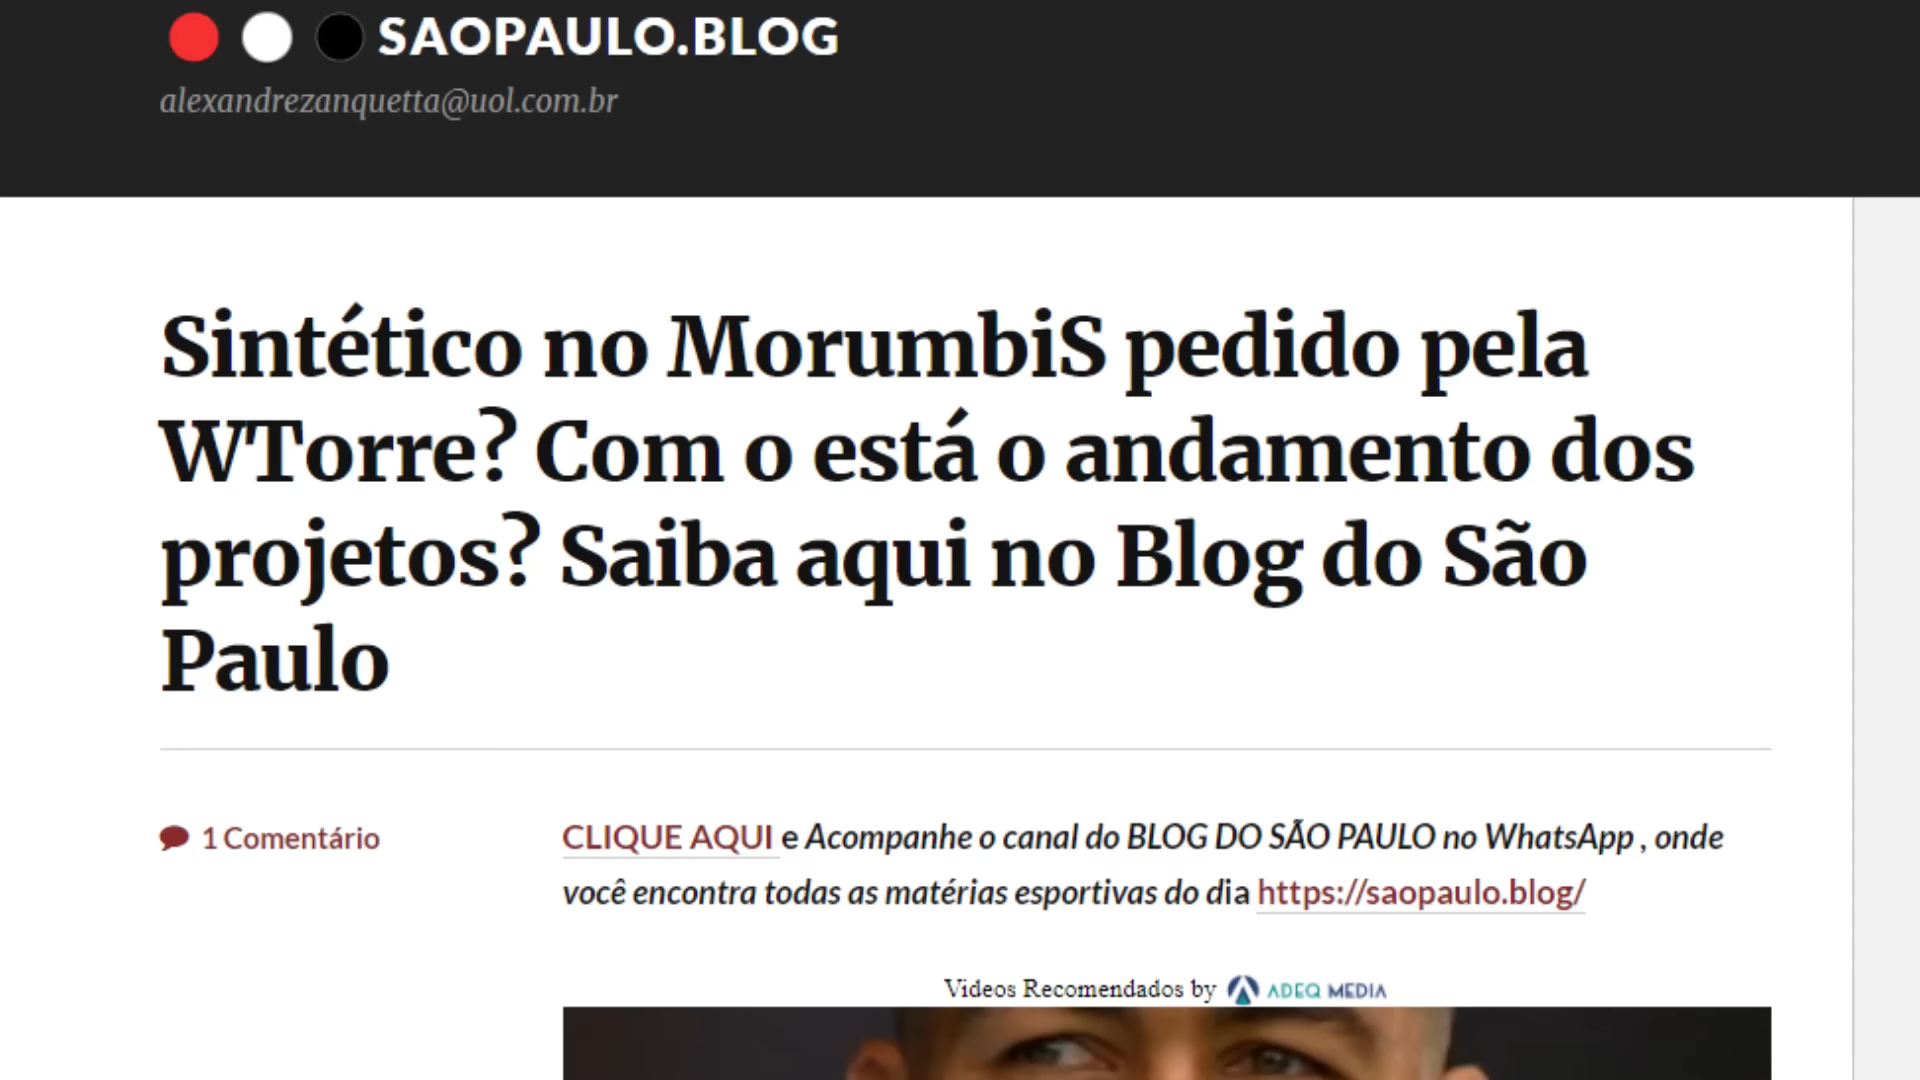 SAOPAULO.BLOG
alexandrezanquetta@uol.com.br
Sintético no MorumbiS pedido pela
WTorre? Com o está o andamento dos
projetos? Saiba aqui no Blog do São
Paulo
1 Comentário
CLIQUE AQUI e Acompanhe o canal do BLOG DO SÃO PAULO no WhatsApp , onde
você encontra todas as matérias esportivas do dia https://saopaulo.blog/
Videos Recomendados by ADEQ MEDIA